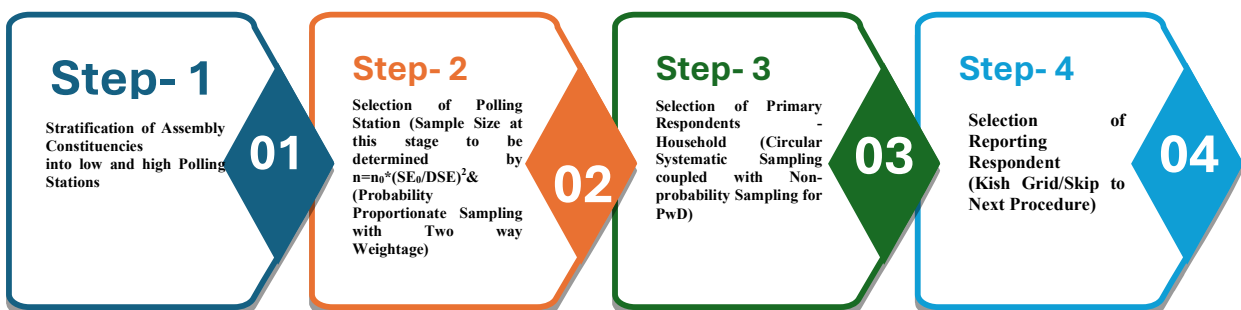 Step- 1
Stratification of Assembly
Constituencies
into low and high Polling
Stations
01
Step- 2
Selection of Polling
Station (Sample Size at
this stage to be
determined by
n=n₀*(SE₀/DSE)²&
(Probability
Proportionate Sampling
with Two way
Weightage)
02
Step- 3
Selection of Primary
Respondents -
Household (Circular
Systematic Sampling
coupled with Non-
probability Sampling for
PwD)
03
Step- 4
Selection of
Reporting
Respondent
(Kish Grid/Skip to
Next Procedure)
04